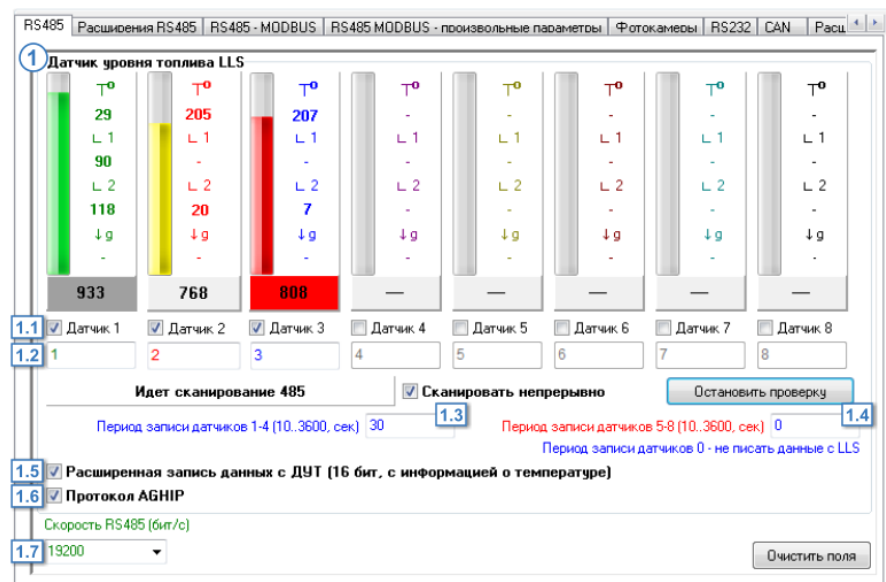 RS485 Расширения RS485 RS485 - MODBUS RS485 MODBUS - произвольные параметры Фотокамеры RS232 CAN Расш
1 Датчик уровня топлива LLS
T° T° T° T° T° T° T° T°
29 205 207 - - - - -
∟ 1 ∟ 1 ∟ 1 ∟ 1 ∟ 1 ∟ 1 ∟ 1 ∟ 1
90 - - - - - - -
∟ 2 ∟ 2 ∟ 2 ∟ 2 ∟ 2 ∟ 2 ∟ 2 ∟ 2
118 20 7 - - - - -
↓g ↓g ↓g ↓g ↓g ↓g ↓g ↓g
- - - - - - - -
933 768 808 — — — — —
1.1 Датчик 1 Датчик 2 Датчик 3 Датчик 4 Датчик 5 Датчик 6 Датчик 7 Датчик 8
1.2 1 2 3 4 5 6 7 8
Идет сканирование 485 Сканировать непрерывно Остановить проверку
Период записи датчиков 1-4 (10..3600, сек) 30 1.3 Период записи датчиков 5-8 (10..3600, сек) 0 1.4
Период записи датчиков 0 - не писать данные с LLS
1.5 Расширенная запись данных с ДУТ (16 бит, с информацией о температуре)
1.6 Протокол AGHIP
Скорость RS485 (бит/с)
1.7 19200 Очистить поля